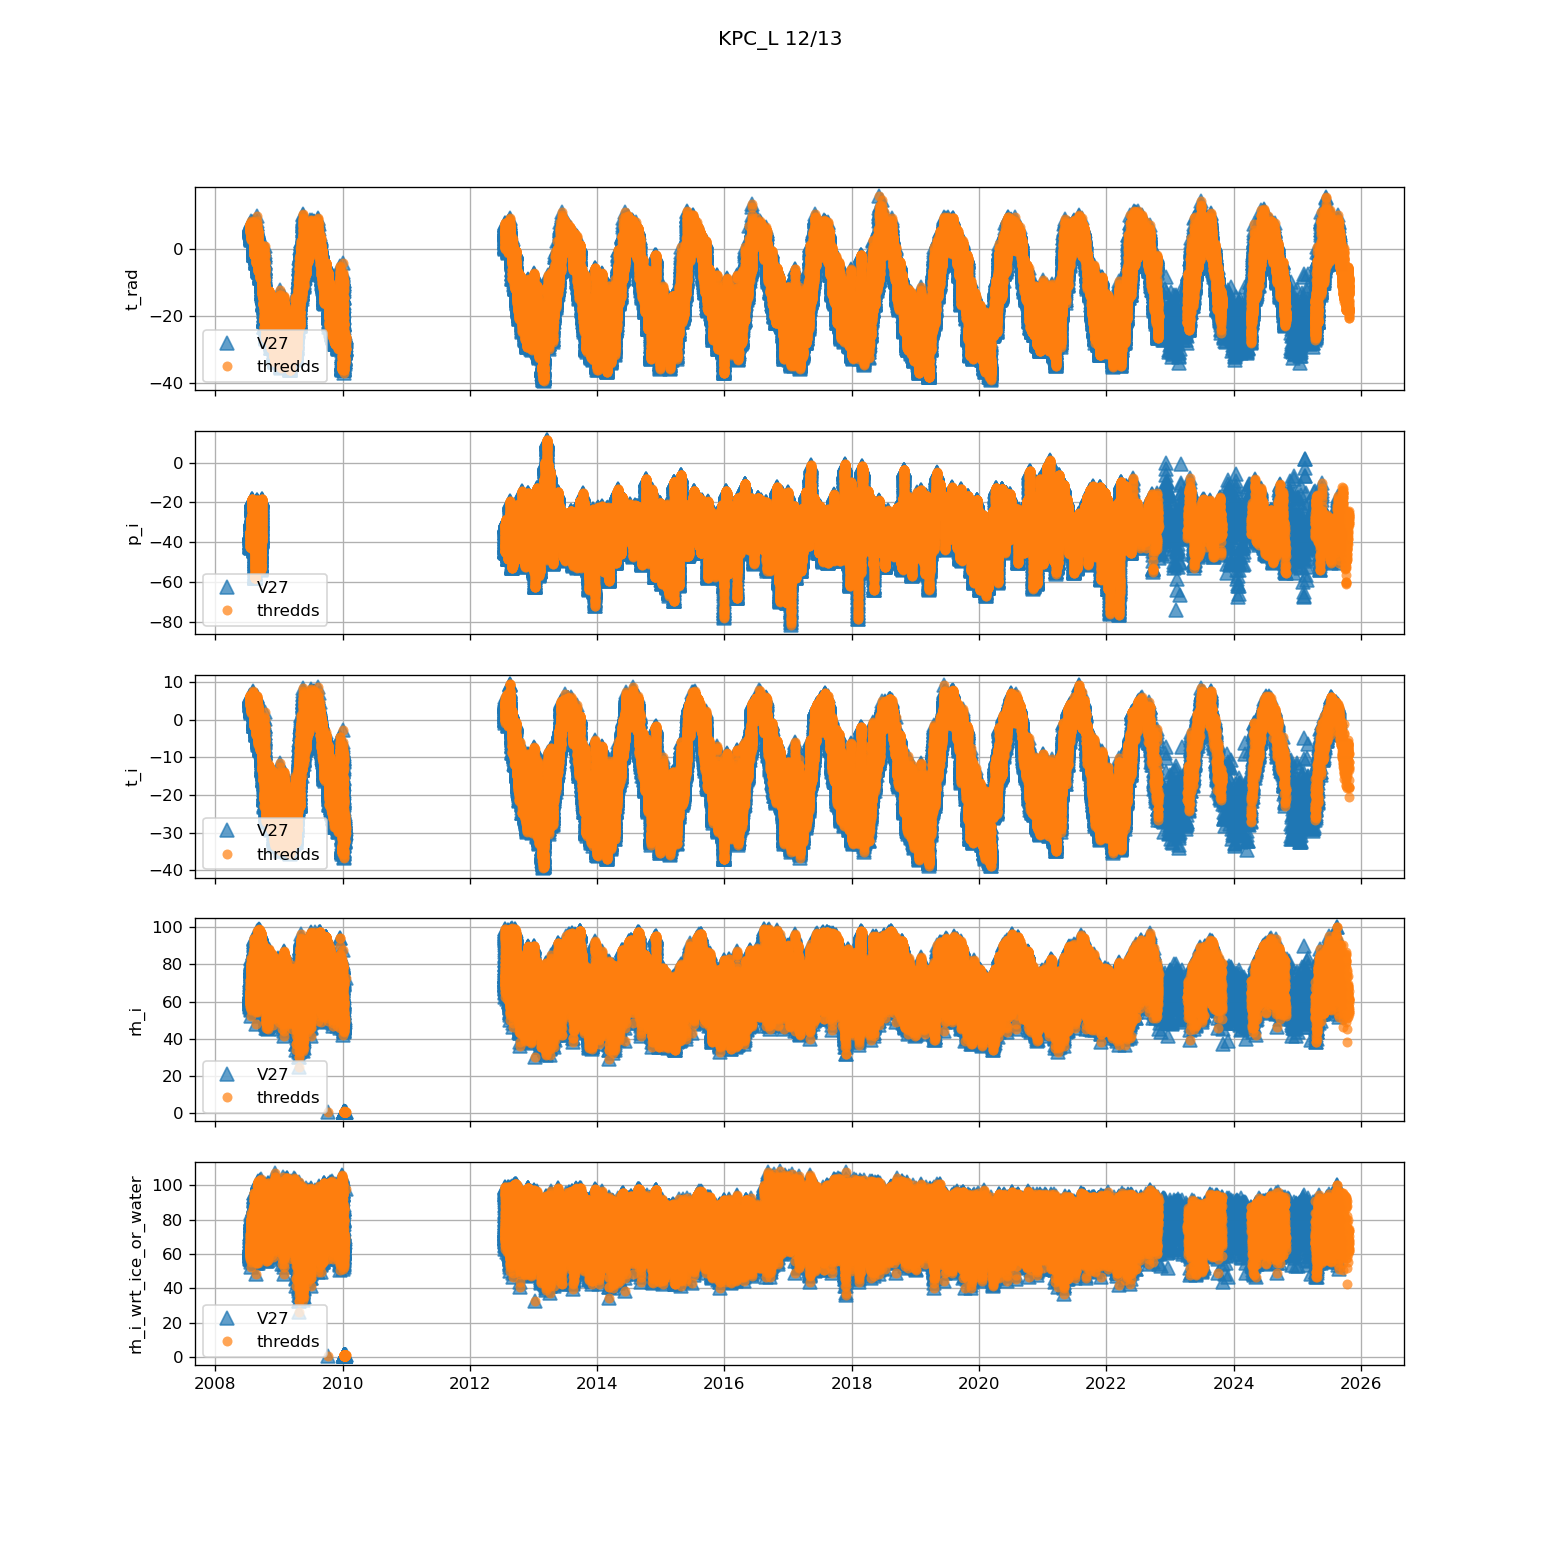 KPC_L 12/13
t_rad
0
−20
−40
V27
thredds
p_i
0
−20
−40
−60
−80
V27
thredds
t_i
10
0
−10
−20
−30
−40
V27
thredds
rh_i
100
80
60
40
20
0
V27
thredds
rh_i_wrt_ice_or_water
100
80
60
40
20
0
V27
thredds
2008 2010 2012 2014 2016 2018 2020 2022 2024 2026